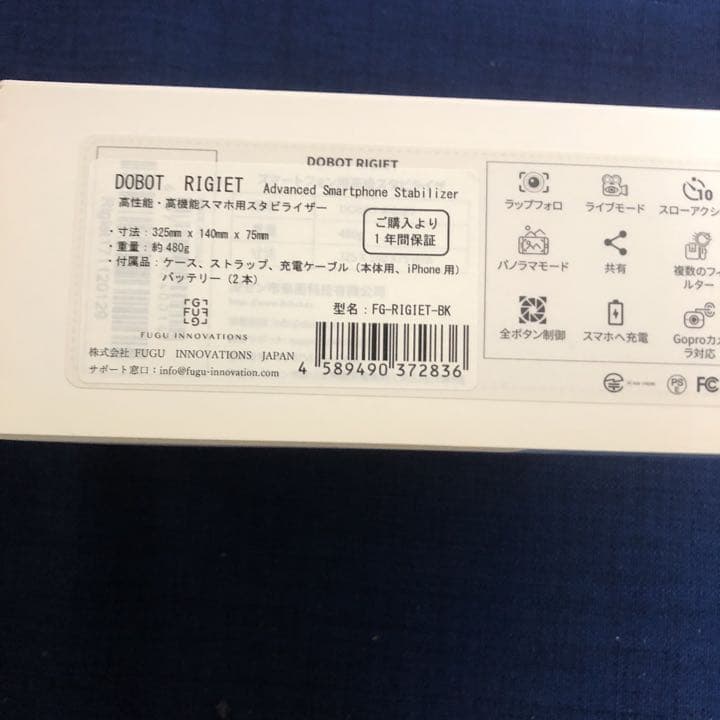 DOBOT RIGIET
DOBOT RIGIET Advanced Smartphone Stabilizer
高性能・高機能スマホ用スタビライザー
ご購入より
1年間保証
・寸法：325mm x 140mm x 75mm
・重量：約480g
・付属品：ケース、ストラップ、充電ケーブル（本体用、iPhone用）
バッテリー（2本）
型名：FG-RIGIET-BK
FUGU INNOVATIONS
株式会社 FUGU INNOVATIONS JAPAN
サポート窓口：info@fugu-innovation.com
4 589490 372836
ラップフォロ
ライブモード
10
スローアクシ
パノラマモード
共有
複数のフィ
ルター
全ボタン制御
スマホへ充電
Goproカメ
ラ対応
PS
E
FC